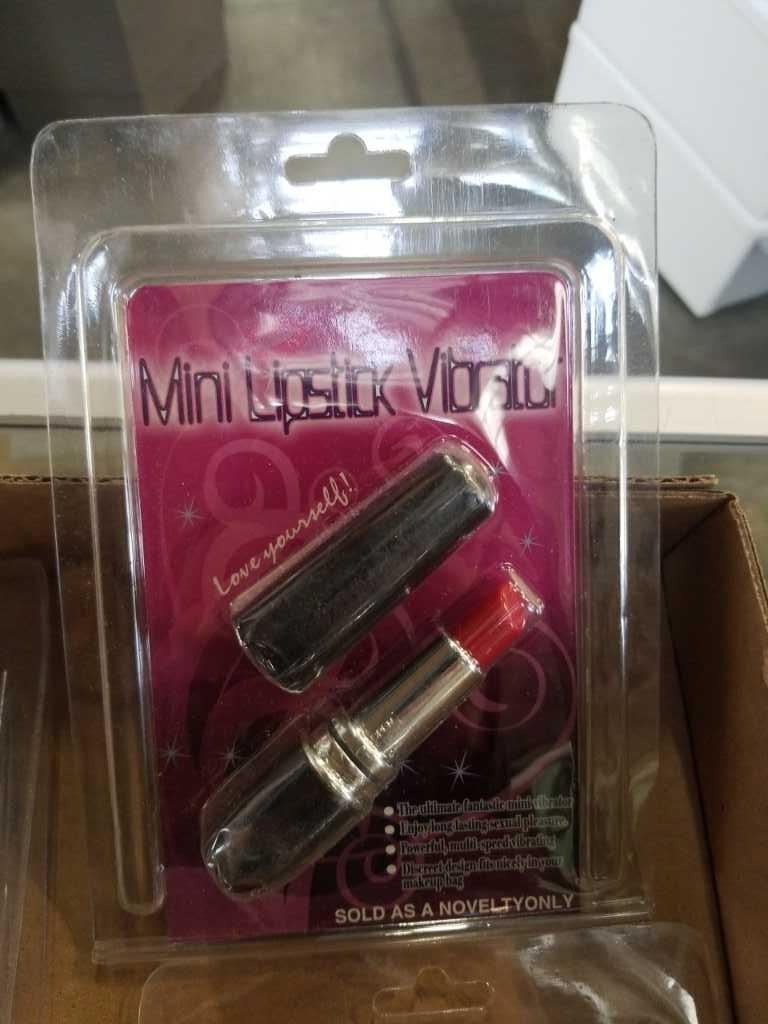 Mini Lipstick Vibrator
Love yourself!
The ultimair fantastic mini vibrator
Enjoy long lasting sexual pleasure.
Powerful, multi-speed vibrating
Discreet design fits nicely in your
makeup bag
SOLD AS A NOVELTYONLY